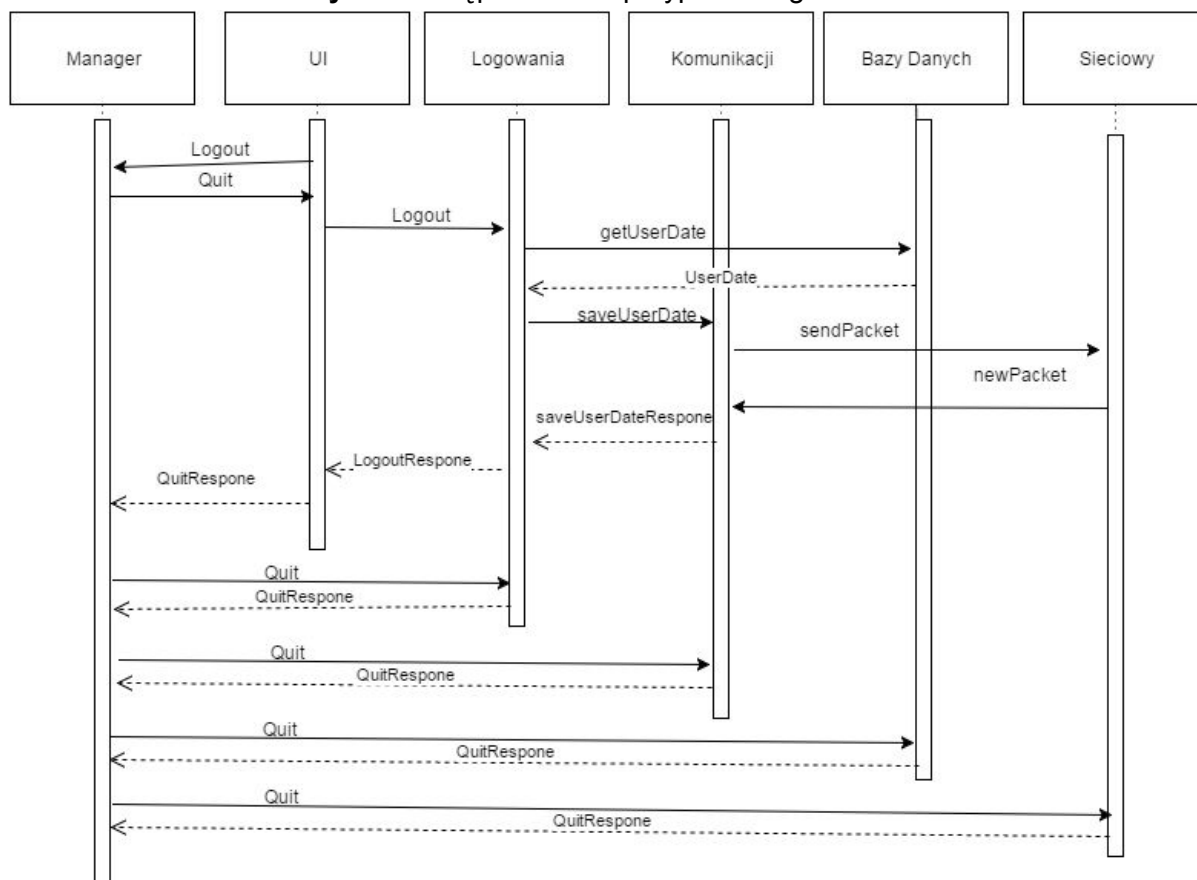 Manager
UI
Logowania
Komunikacji
Bazy Danych
Sieciowy
Logout
Quit
Logout
getUserDate
UserDate
saveUserDate
sendPacket
newPacket
saveUserDateRespone
LogoutRespone
QuitRespone
Quit
QuitRespone
Quit
QuitRespone
Quit
QuitRespone
Quit
QuitRespone